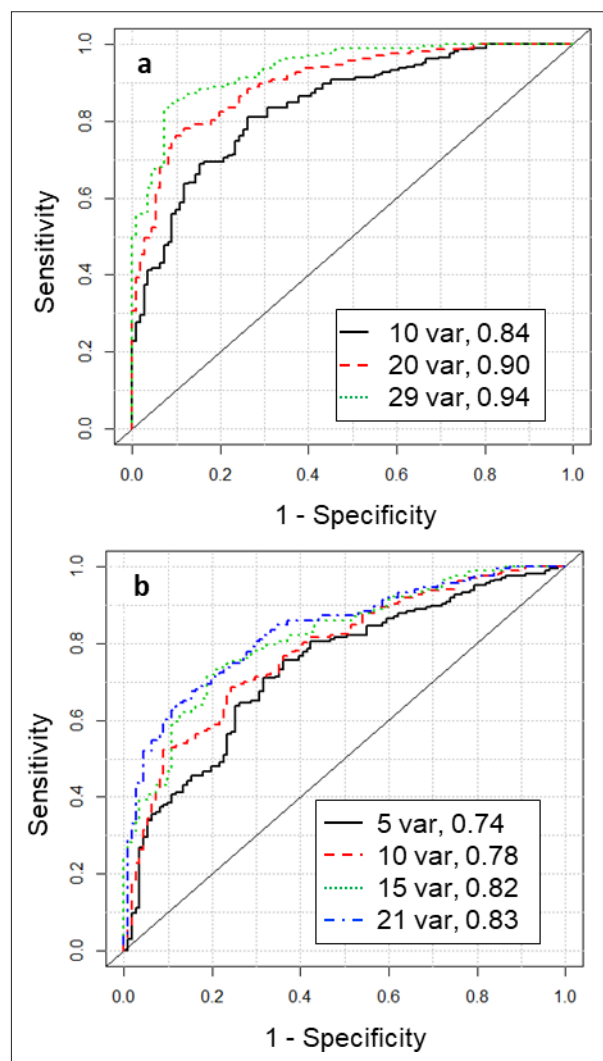 a
1.0
0.8
0.6
0.4
0.2
0.0
Sensitivity
10 var, 0.84
20 var, 0.90
29 var, 0.94
0.0 0.2 0.4 0.6 0.8 1.0
1 - Specificity
b
1.0
0.8
0.6
0.4
0.2
0.0
Sensitivity
5 var, 0.74
10 var, 0.78
15 var, 0.82
21 var, 0.83
0.0 0.2 0.4 0.6 0.8 1.0
1 - Specificity